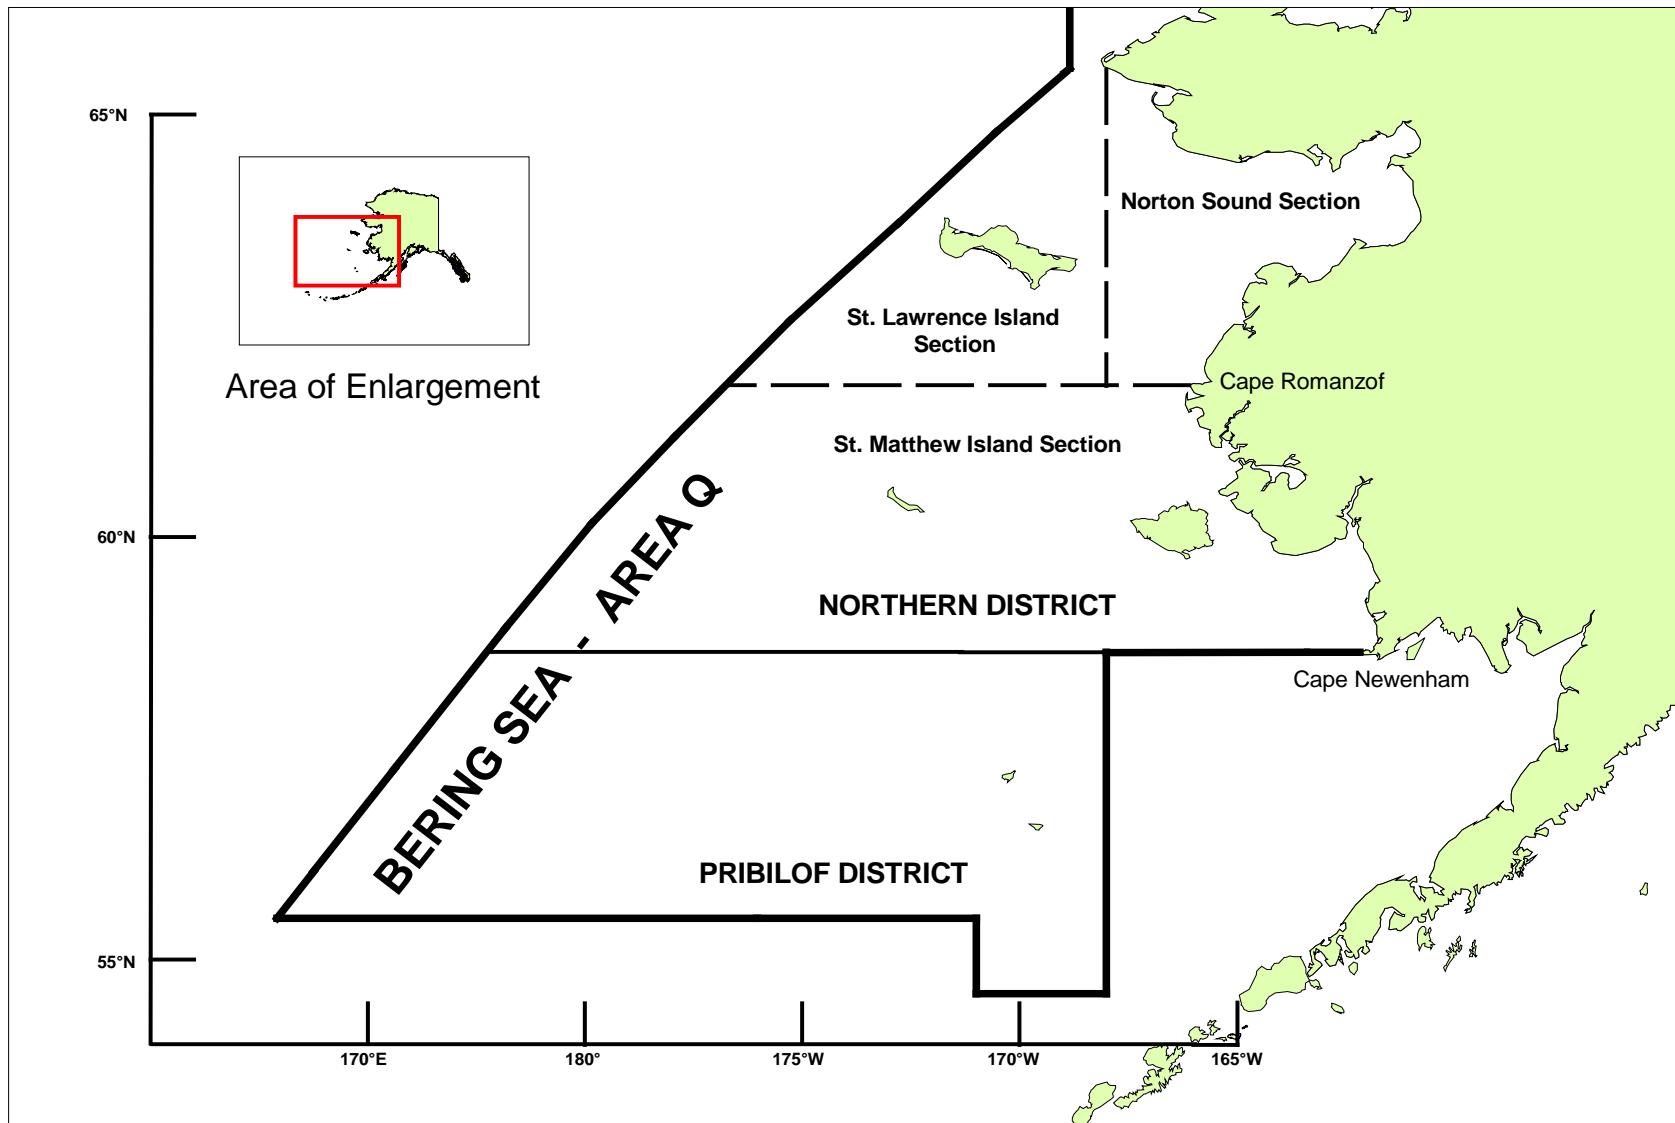 65°N
Norton Sound Section
St. Lawrence Island
Section
Area of Enlargement
Cape Romanzof
St. Matthew Island Section
60°N
BERING SEA - AREA Q
NORTHERN DISTRICT
Cape Newenham
PRIBILOF DISTRICT
55°N
170°E
180°
175°W
170°W
165°W